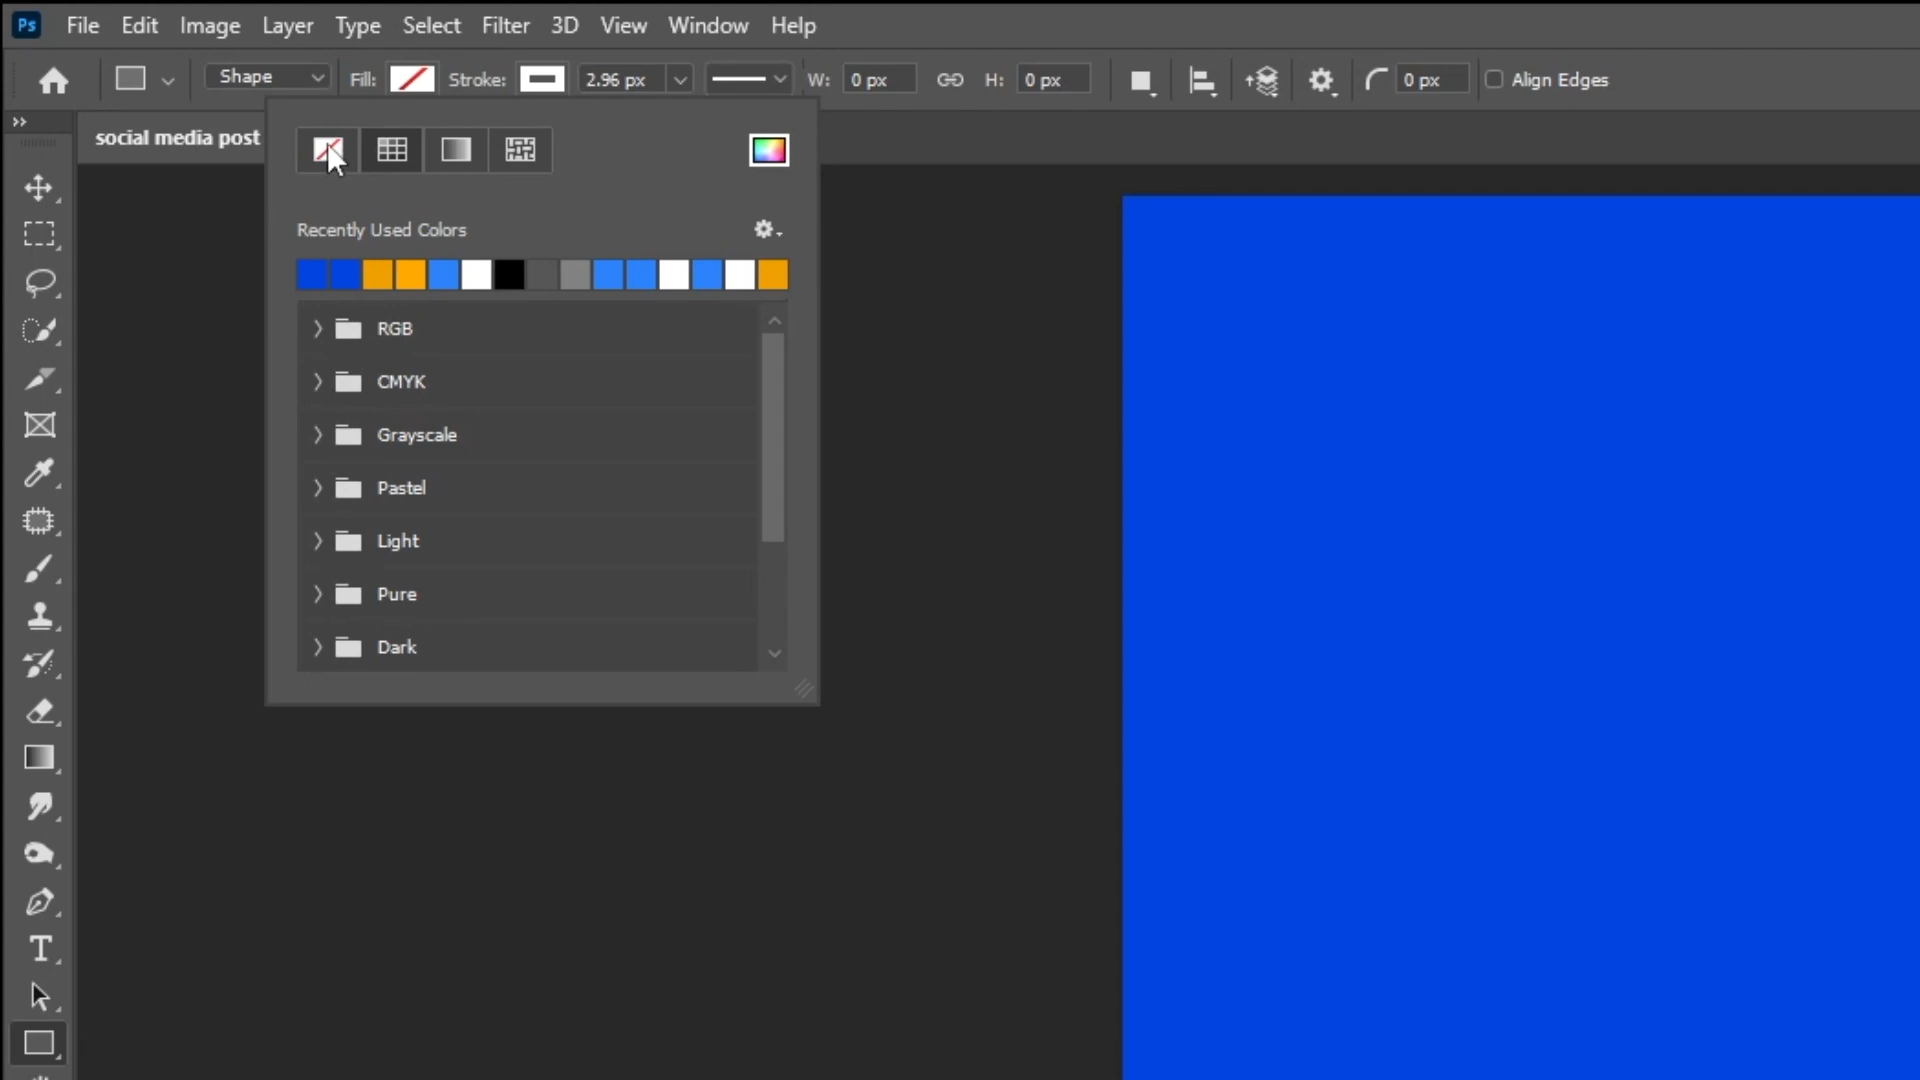 Ps File Edit Image Layer Type Select Filter 3D View Window Help
Shape Fill: Stroke: 2.96 px W: 0 px H: 0 px 0 px Align Edges
social media post
Recently Used Colors
RGB
CMYK
Grayscale
Pastel
Light
Pure
Dark